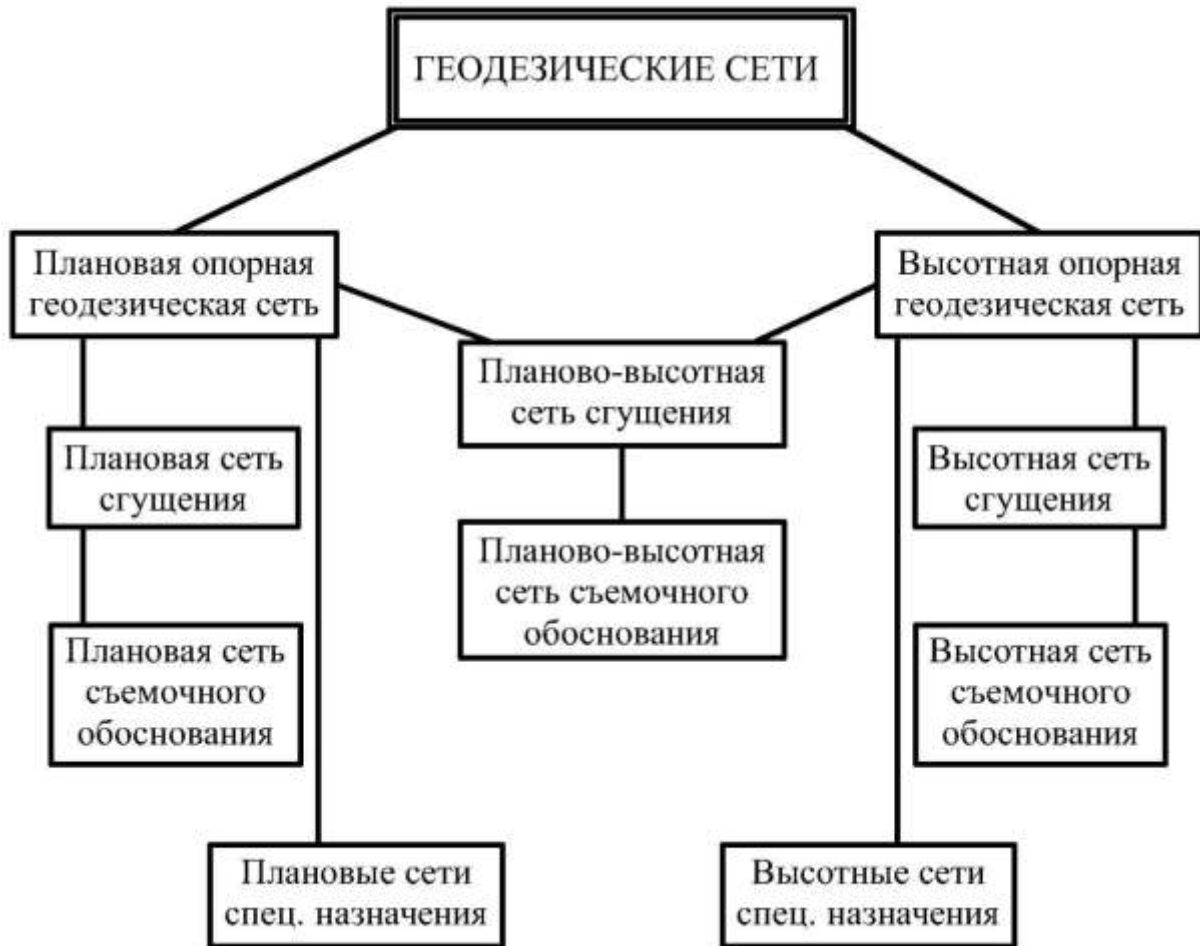 ГЕОДЕЗИЧЕСКИЕ СЕТИ
Плановая опорная
геодезическая сеть
Высотная опорная
геодезическая сеть
Планово-высотная
сеть сгущения
Плановая сеть
сгущения
Высотная сеть
сгущения
Планово-высотная
сеть съемочного
обоснования
Плановая сеть
съемочного
обоснования
Высотная сеть
съемочного
обоснования
Плановые сети
спец. назначения
Высотные сети
спец. назначения